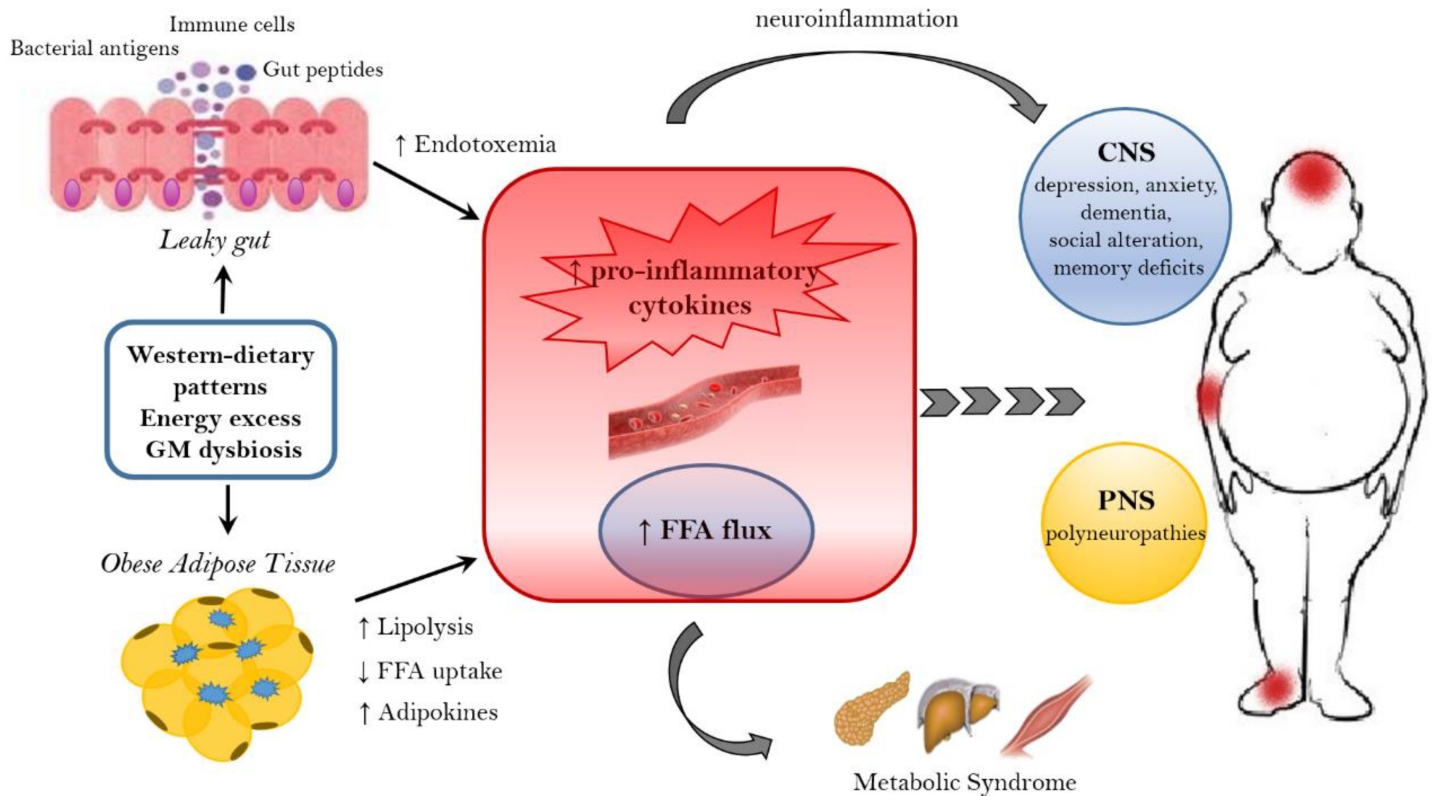 neuroinflammation
Immune cells
Bacterial antigens
Gut peptides
↑ Endotoxemia
Leaky gut
Western-dietary
patterns
Energy excess
GM dysbiosis
Obese Adipose Tissue
↑ Lipolysis
↓ FFA uptake
↑ Adipokines
↑ pro-inflammatory
cytokines
↑ FFA flux
CNS
depression, anxiety,
dementia,
social alteration,
memory deficits
PNS
polyneuropathies
Metabolic Syndrome